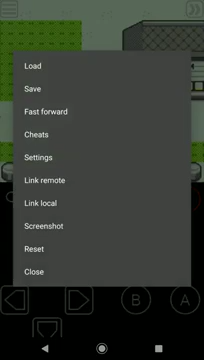 Load
Save
Fast forward
Cheats
Settings
Link remote
Link local
Screenshot
Reset
Close
B
A